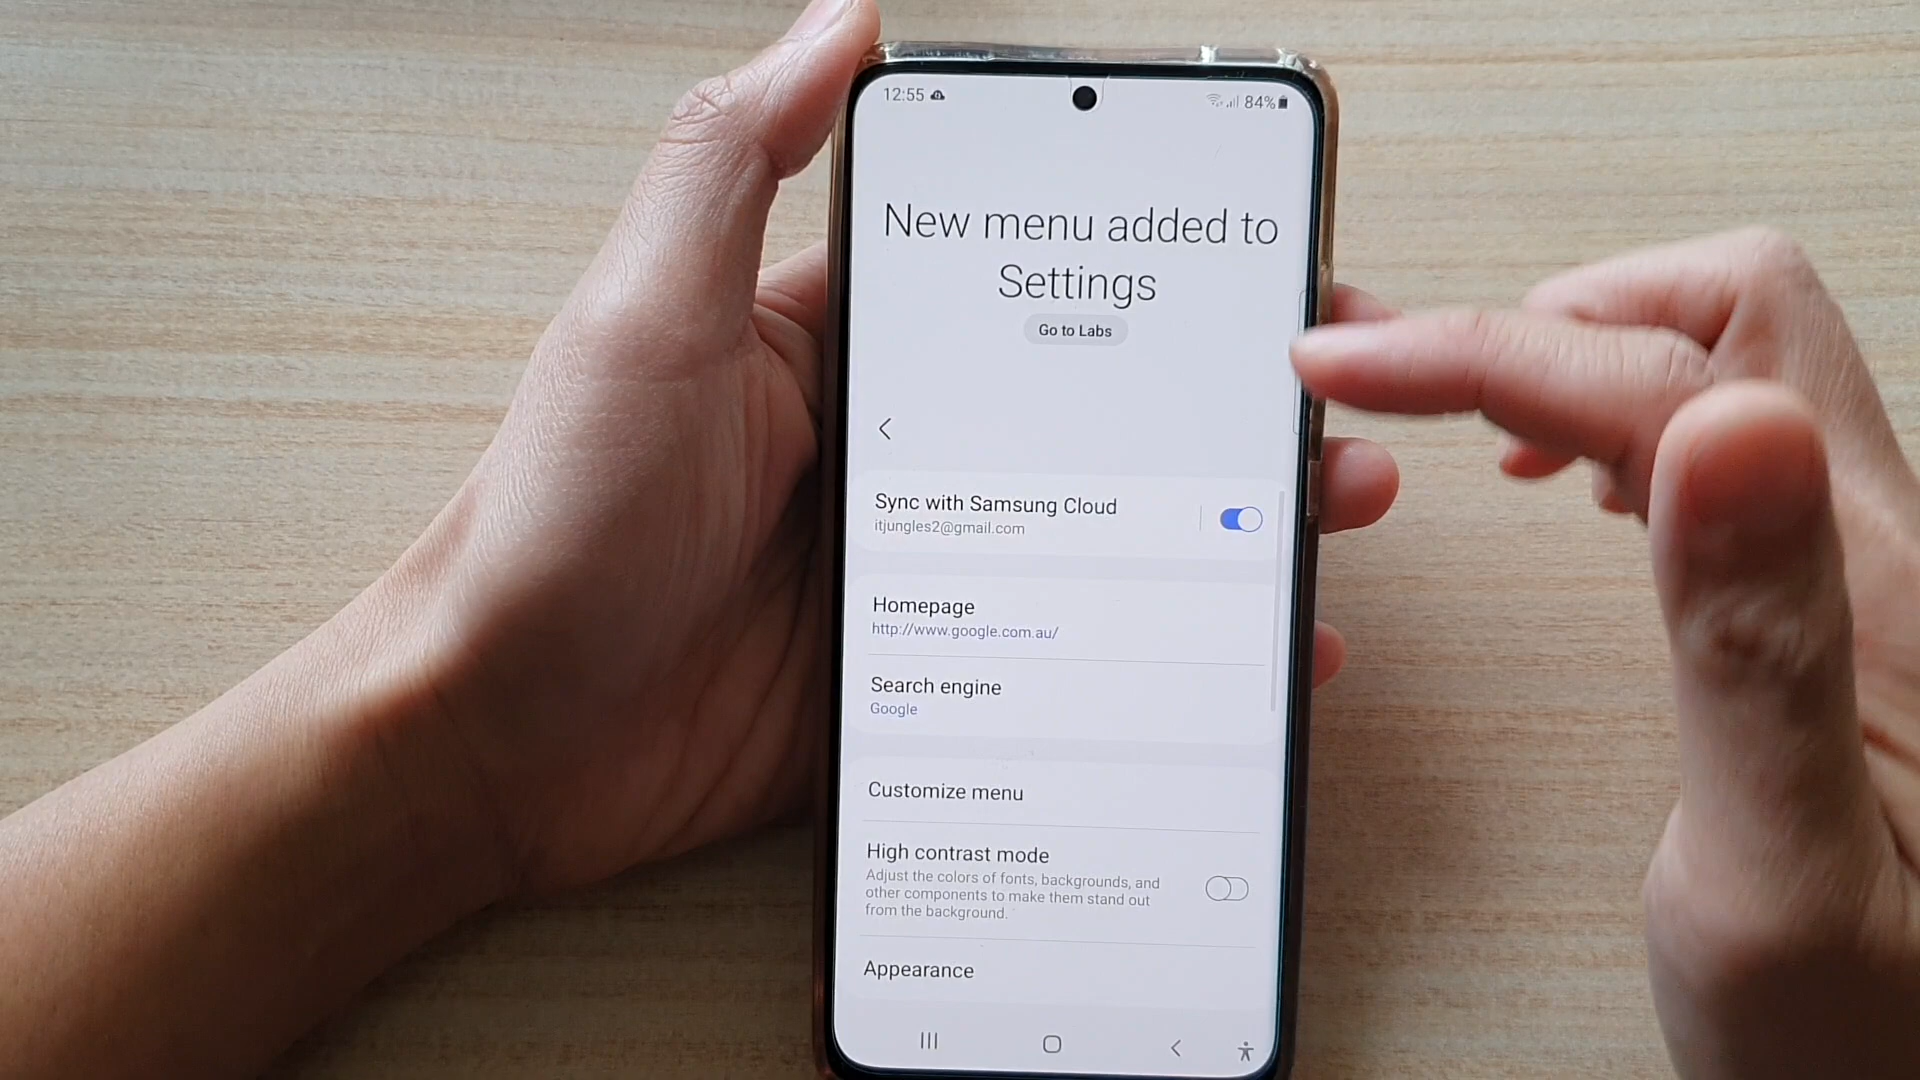 12:55
84%
New menu added to
Settings
Go to Labs
Sync with Samsung Cloud
itjungles2@gmail.com
Homepage
http://www.google.com.au/
Search engine
Google
Customize menu
High contrast mode
Adjust the colors of fonts, backgrounds, and
other components to make them stand out
from the background.
Appearance